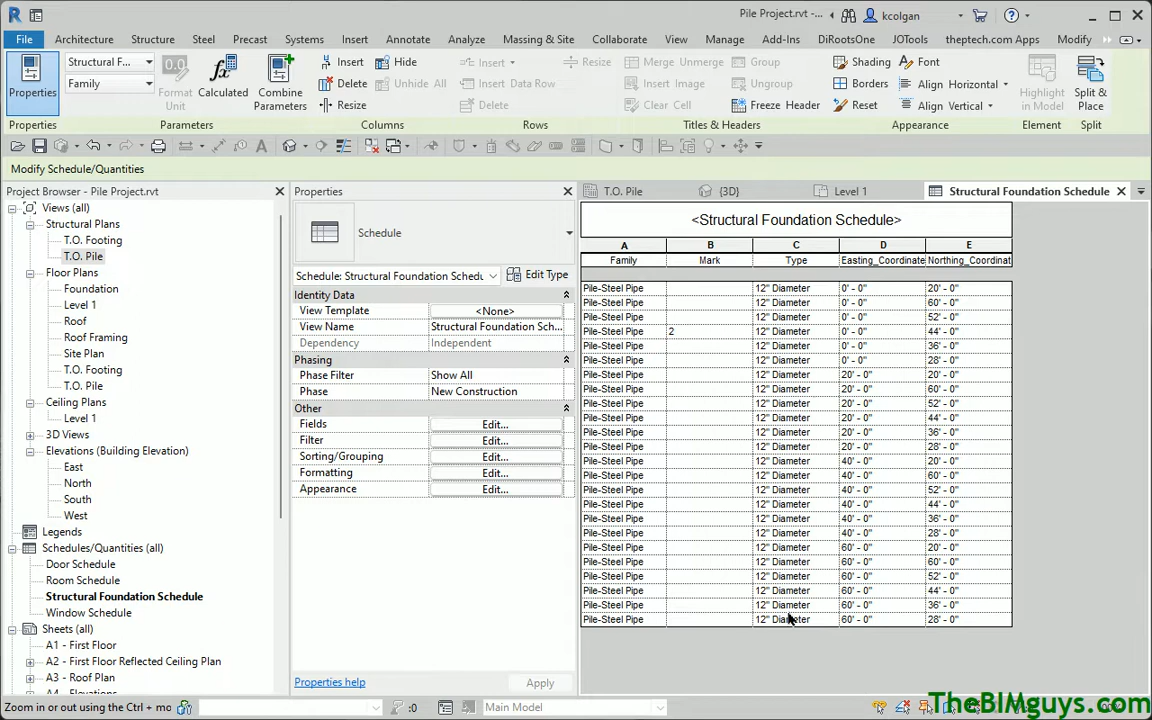 Pile Project.rvt -... kcolgan
File Architecture Structure Steel Precast Systems Insert Annotate Analyze Massing & Site Collaborate View Manage Add-Ins DiRootsOne JOTools theptech.com Apps Modify
Structural F... Insert Hide Insert Resize Merge Unmerge Group Shading Font
Family Delete Unhide All Insert Data Row Insert Image Ungroup Borders Align Horizontal
Properties Format Unit Calculated Combine Parameters Resize Delete Clear Cell Freeze Header Reset Align Vertical Highlight in Model Split & Place
Properties Parameters Columns Rows Titles & Headers Appearance Element Split
Modify Schedule/Quantities
Project Browser - Pile Project.rvt
Views (all)
Structural Plans
T.O. Footing
T.O. Pile
Floor Plans
Foundation
Level 1
Roof
Roof Framing
Site Plan
T.O. Footing
T.O. Pile
Ceiling Plans
Level 1
3D Views
Elevations (Building Elevation)
East
North
South
West
Legends
Schedules/Quantities (all)
Door Schedule
Room Schedule
Structural Foundation Schedule
Window Schedule
Sheets (all)
A1 - First Floor
A2 - First Floor Reflected Ceiling Plan
A3 - Roof Plan
A4 - Elevations
Properties
Schedule
Schedule: Structural Foundation Schedu Edit Type
Identity Data
View Template <None>
View Name Structural Foundation Sch...
Dependency Independent
Phasing
Phase Filter Show All
Phase New Construction
Other
Fields Edit...
Filter Edit...
Sorting/Grouping Edit...
Formatting Edit...
Appearance Edit...
Properties help Apply
T.O. Pile {3D} Level 1 Structural Foundation Schedule
<Structural Foundation Schedule>
A B C D E
Family Mark Type Easting_Coordinate Northing_Coordinat
Pile-Steel Pipe 12" Diameter 0' - 0" 20' - 0"
Pile-Steel Pipe 12" Diameter 0' - 0" 60' - 0"
Pile-Steel Pipe 12" Diameter 0' - 0" 52' - 0"
Pile-Steel Pipe 2 12" Diameter 0' - 0" 44' - 0"
Pile-Steel Pipe 12" Diameter 0' - 0" 36' - 0"
Pile-Steel Pipe 12" Diameter 0' - 0" 28' - 0"
Pile-Steel Pipe 12" Diameter 20' - 0" 20' - 0"
Pile-Steel Pipe 12" Diameter 20' - 0" 60' - 0"
Pile-Steel Pipe 12" Diameter 20' - 0" 52' - 0"
Pile-Steel Pipe 12" Diameter 20' - 0" 44' - 0"
Pile-Steel Pipe 12" Diameter 20' - 0" 36' - 0"
Pile-Steel Pipe 12" Diameter 20' - 0" 28' - 0"
Pile-Steel Pipe 12" Diameter 40' - 0" 20' - 0"
Pile-Steel Pipe 12" Diameter 40' - 0" 60' - 0"
Pile-Steel Pipe 12" Diameter 40' - 0" 52' - 0"
Pile-Steel Pipe 12" Diameter 40' - 0" 44' - 0"
Pile-Steel Pipe 12" Diameter 40' - 0" 36' - 0"
Pile-Steel Pipe 12" Diameter 40' - 0" 28' - 0"
Pile-Steel Pipe 12" Diameter 60' - 0" 20' - 0"
Pile-Steel Pipe 12" Diameter 60' - 0" 60' - 0"
Pile-Steel Pipe 12" Diameter 60' - 0" 52' - 0"
Pile-Steel Pipe 12" Diameter 60' - 0" 44' - 0"
Pile-Steel Pipe 12" Diameter 60' - 0" 36' - 0"
Pile-Steel Pipe 12" Diameter 60' - 0" 28' - 0"
Zoom in or out using the Ctrl + mo :0 Main Model
TheBIMguys.com